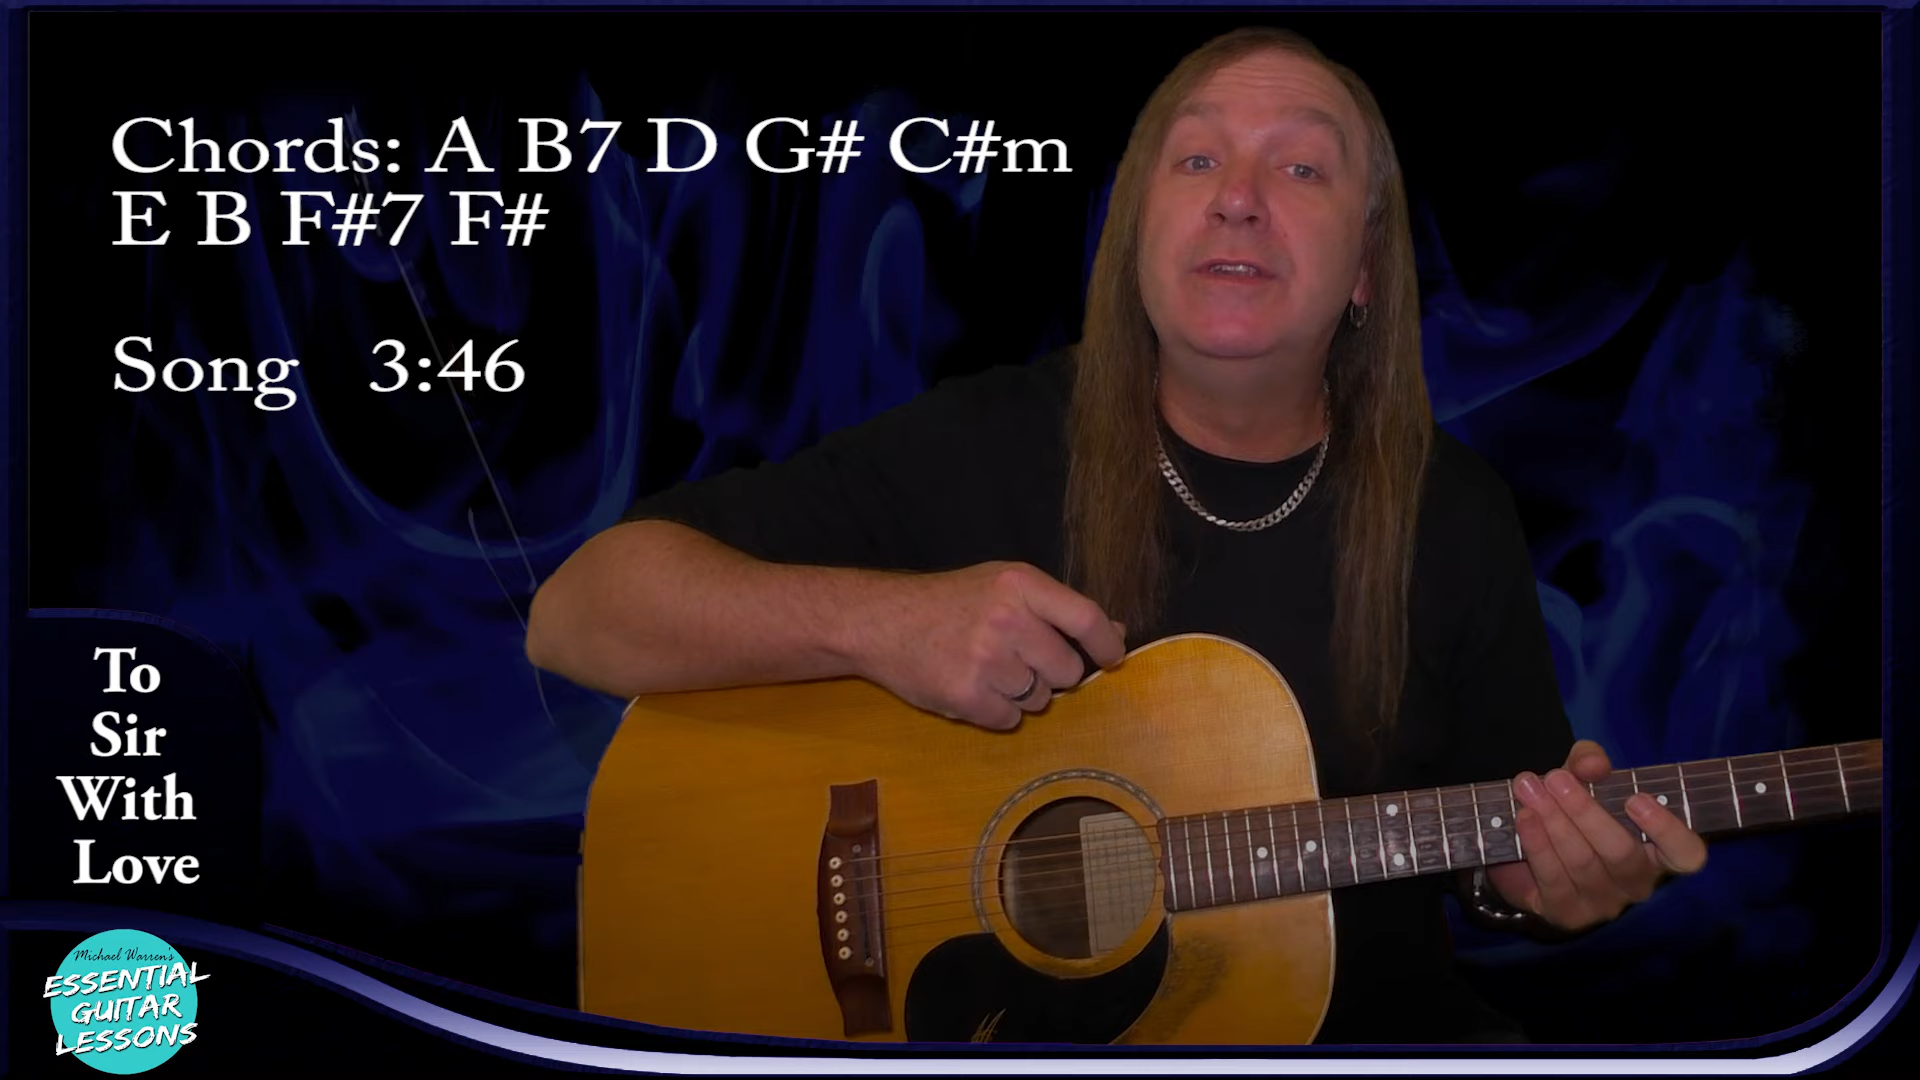 Chords: A B7 D G# C#m
E B F#7 F#
Song 3:46
To
Sir
With
Love
Michael Warren's
ESSENTIAL
GUITAR
LESSONS